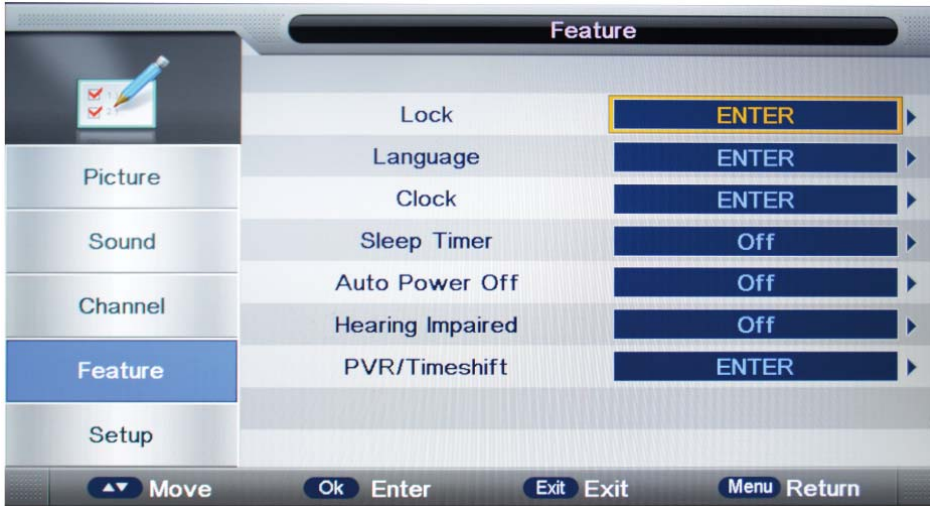 Feature
Lock ENTER
Language ENTER
Clock ENTER
Sleep Timer Off
Auto Power Off Off
Hearing Impaired Off
PVR/Timeshift ENTER
Picture
Sound
Channel
Feature
Setup
Move Ok Enter Exit Exit Menu Return